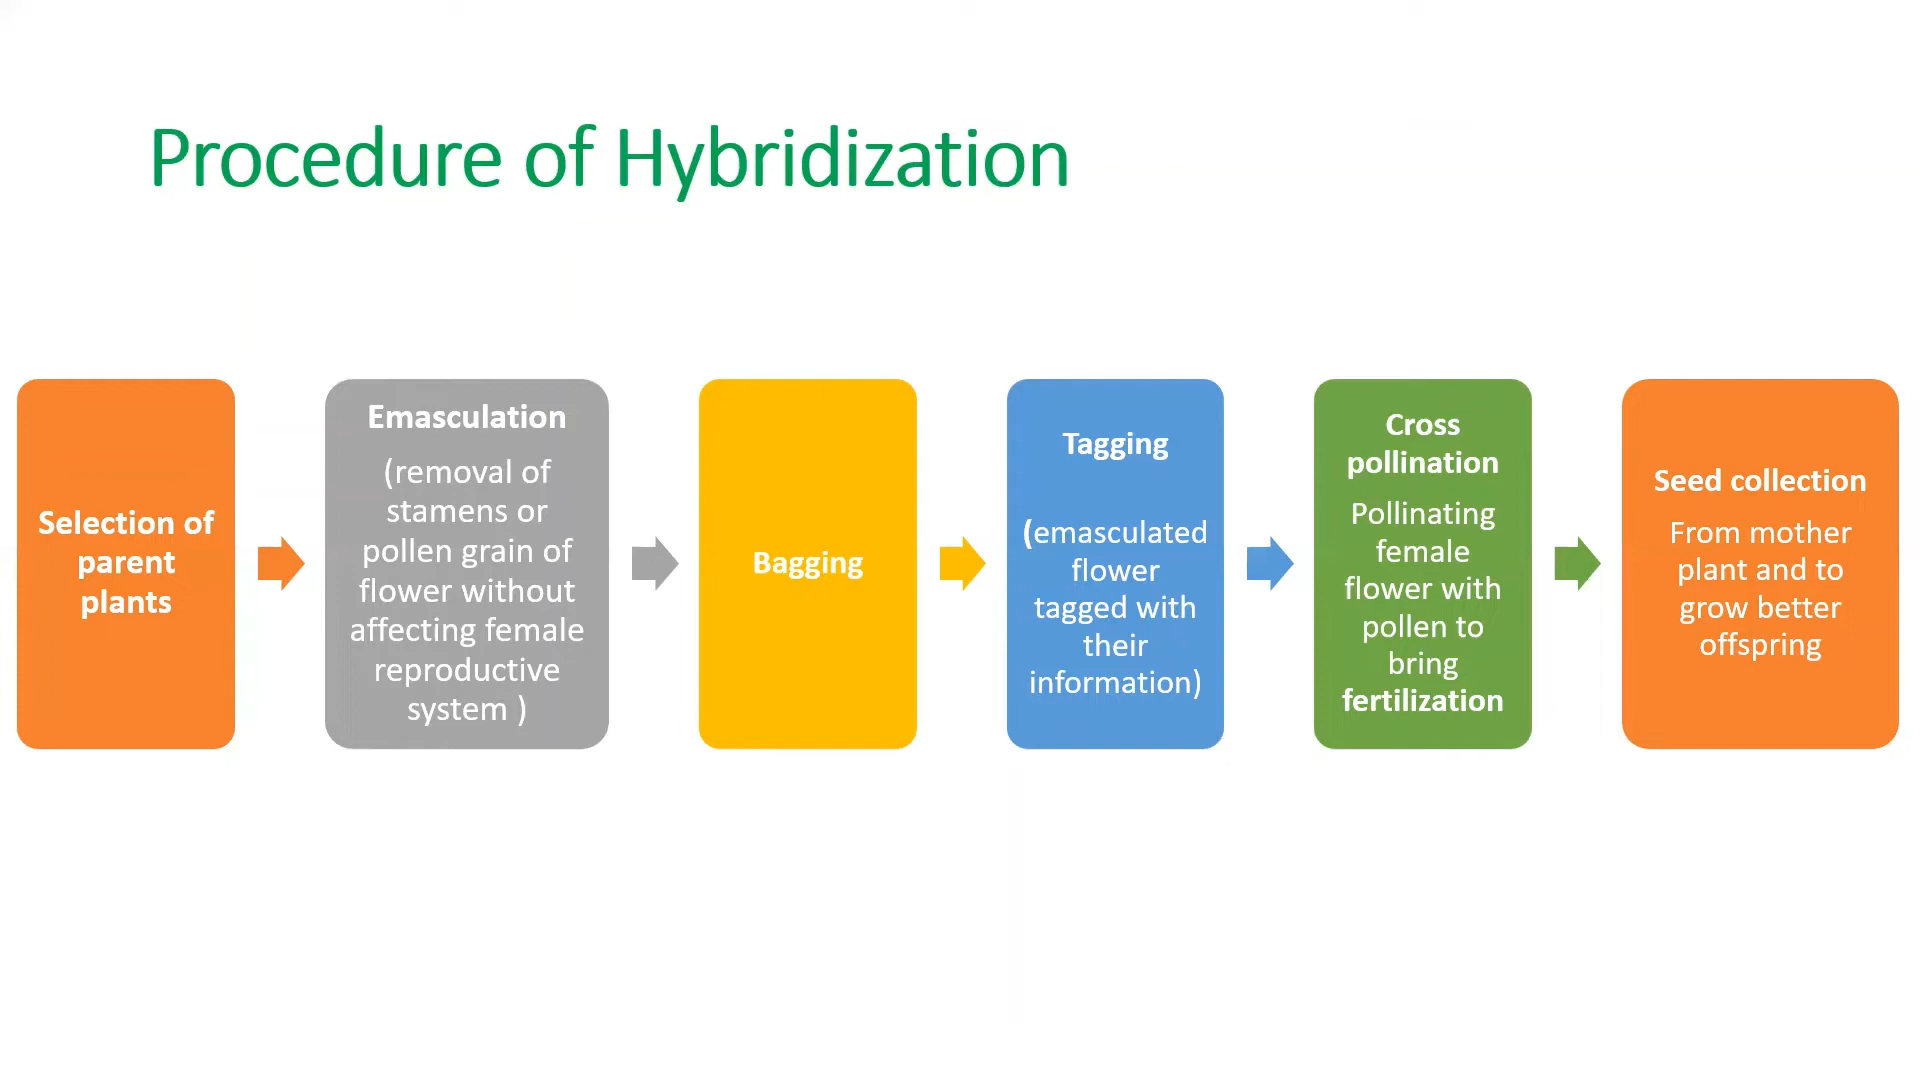 Procedure of Hybridization
Selection of
parent
plants
Emasculation
(removal of
stamens or
pollen grain of
flower without
affecting female
reproductive
system )
Bagging
Tagging
(emasculated
flower
tagged with
their
information)
Cross
pollination
Pollinating
female
flower with
pollen to
bring
fertilization
Seed collection
From mother
plant and to
grow better
offspring